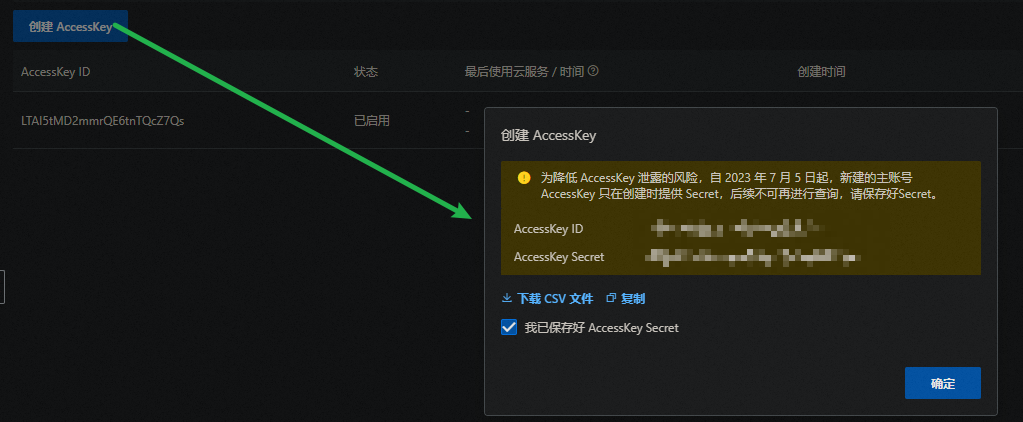 创建 AccessKey
AccessKey ID 状态 最后使用云服务 / 时间 创建时间
LTAI5tMD2mmrQE6tnTQcZ7Qs 已启用 -
-
创建 AccessKey
为降低 AccessKey 泄露的风险，自 2023 年 7 月 5 日起，新建的主账号
AccessKey 只在创建时提供 Secret，后续不可再进行查询，请保存好Secret。
AccessKey ID
AccessKey Secret
下载 CSV 文件 复制
我已保存好 AccessKey Secret
确定